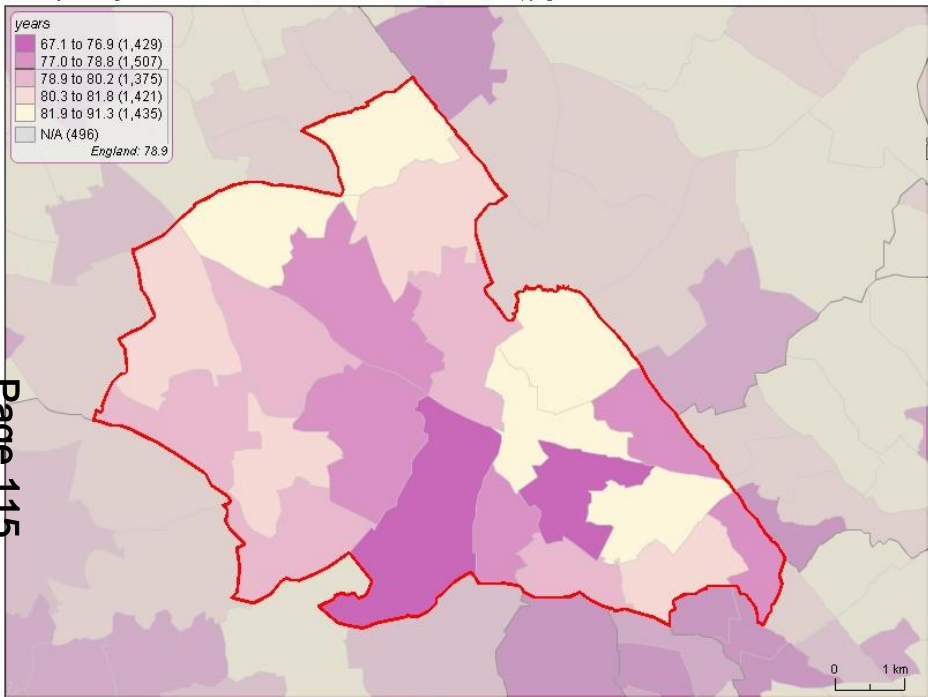 years
67.1 to 76.9 (1,429)
77.0 to 78.8 (1,507)
78.9 to 80.2 (1,375)
80.3 to 81.8 (1,421)
81.9 to 91.3 (1,435)
N/A (496)
England: 78.9
Page 115
0 1 km